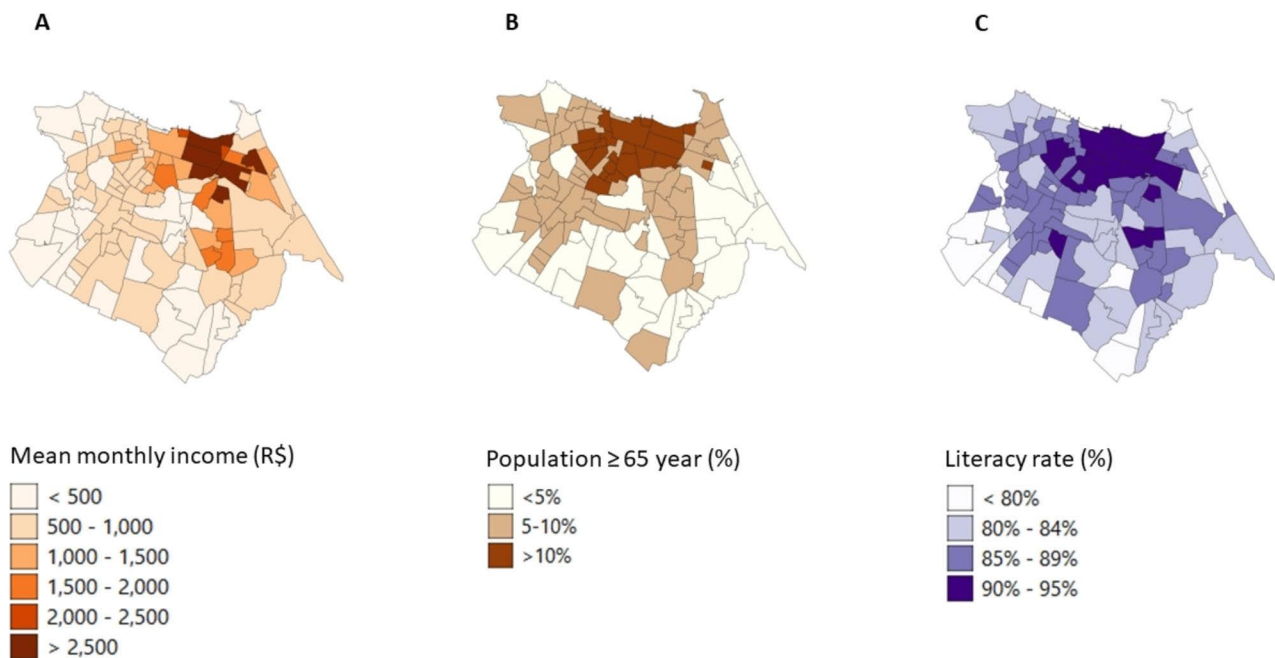 A
B
C
Mean monthly income (R$)
< 500
500 - 1,000
1,000 - 1,500
1,500 - 2,000
2,000 - 2,500
> 2,500
Population ≥ 65 year (%)
<5%
5-10%
>10%
Literacy rate (%)
< 80%
80% - 84%
85% - 89%
90% - 95%